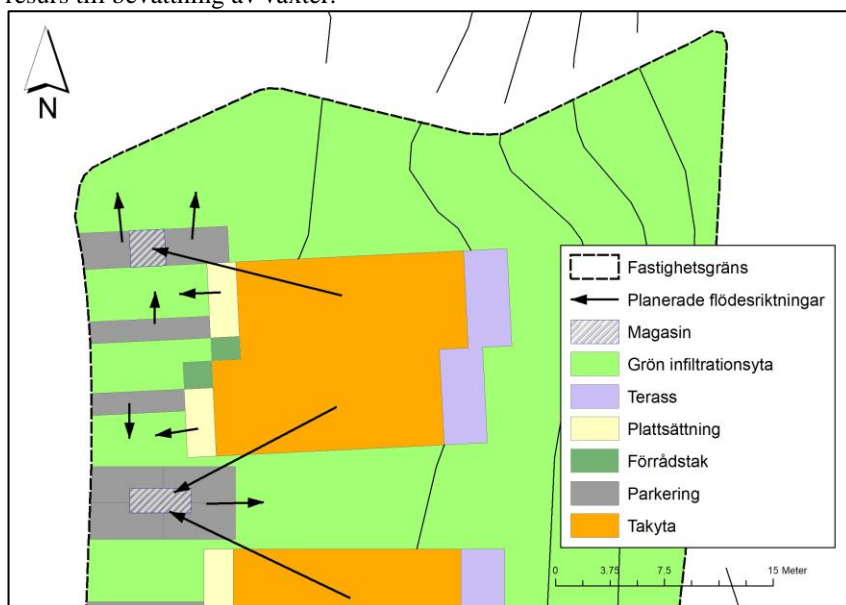 resurs till bevattning av växter.
N
Fastighetsgräns
Planerade flödesriktningar
Magasin
Grön infiltrationsyta
Terass
Plattsättning
Förrådstak
Parkering
Takyta
0 3.75 7.5 15 Meter